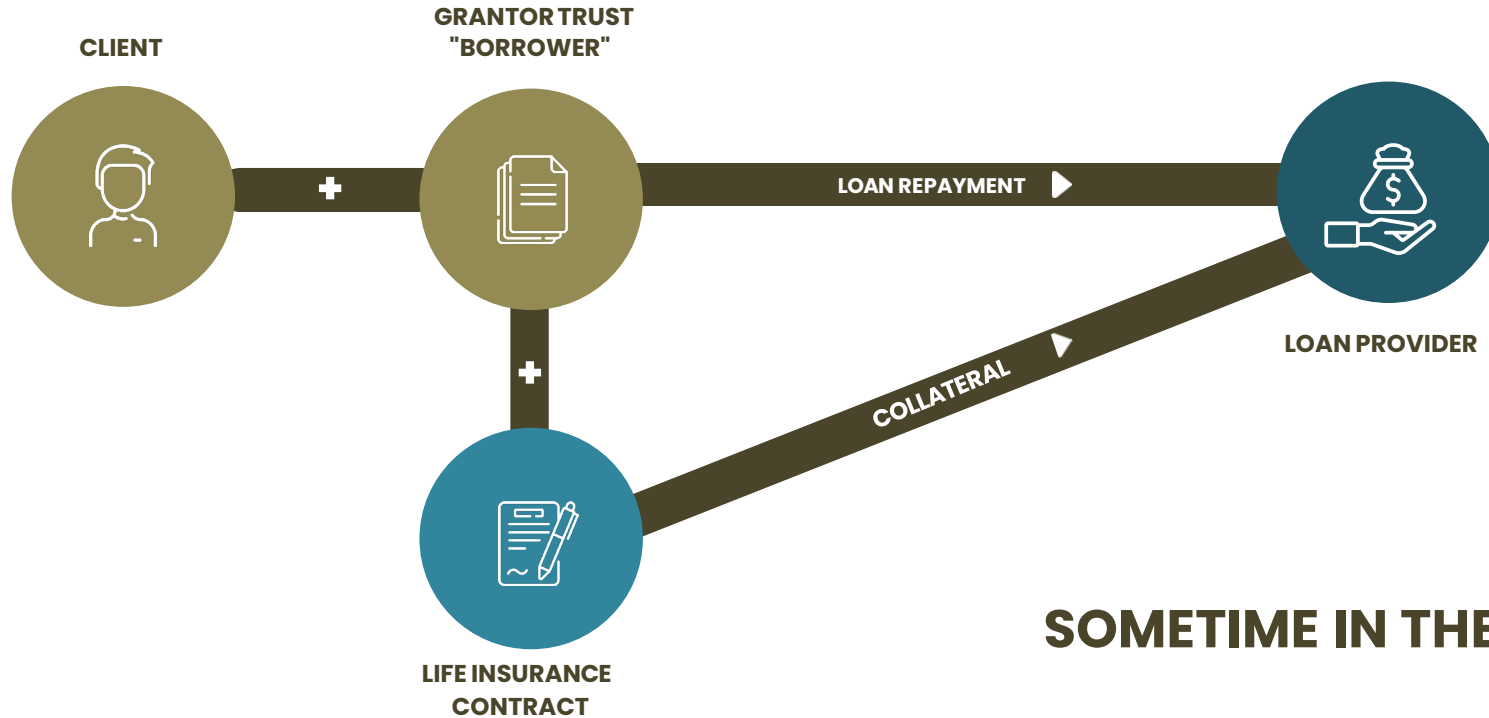 CLIENT
GRANTOR TRUST
"BORROWER"
LOAN REPAYMENT
$
LOAN PROVIDER
COLLATERAL
SOMETIME IN THE
LIFE INSURANCE
CONTRACT